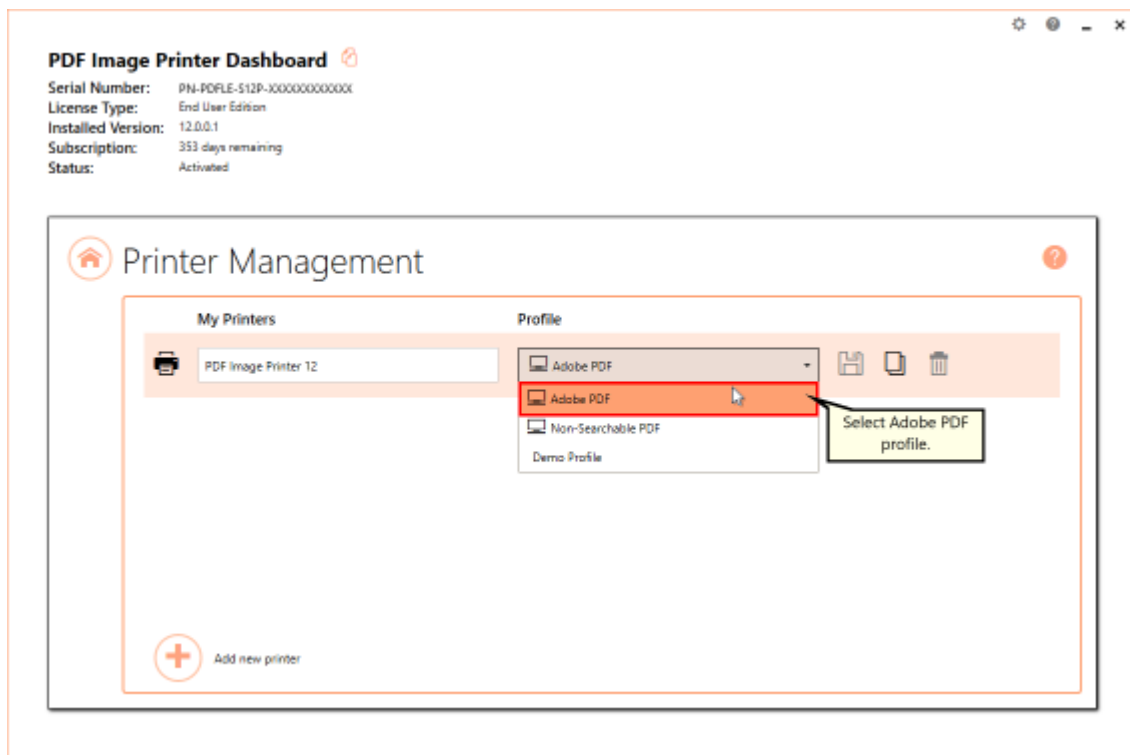 PDF Image Printer Dashboard
Serial Number: PN-PDFLE-S12P-XXXXXXXXXXXX
License Type: End User Edition
Installed Version: 12.0.0.1
Subscription: 353 days remaining
Status: Activated
Printer Management
?
My Printers Profile
PDF Image Printer 12 Adobe PDF
Adobe PDF
Non-Searchable PDF
Demo Profile
Select Adobe PDF
profile.
Add new printer